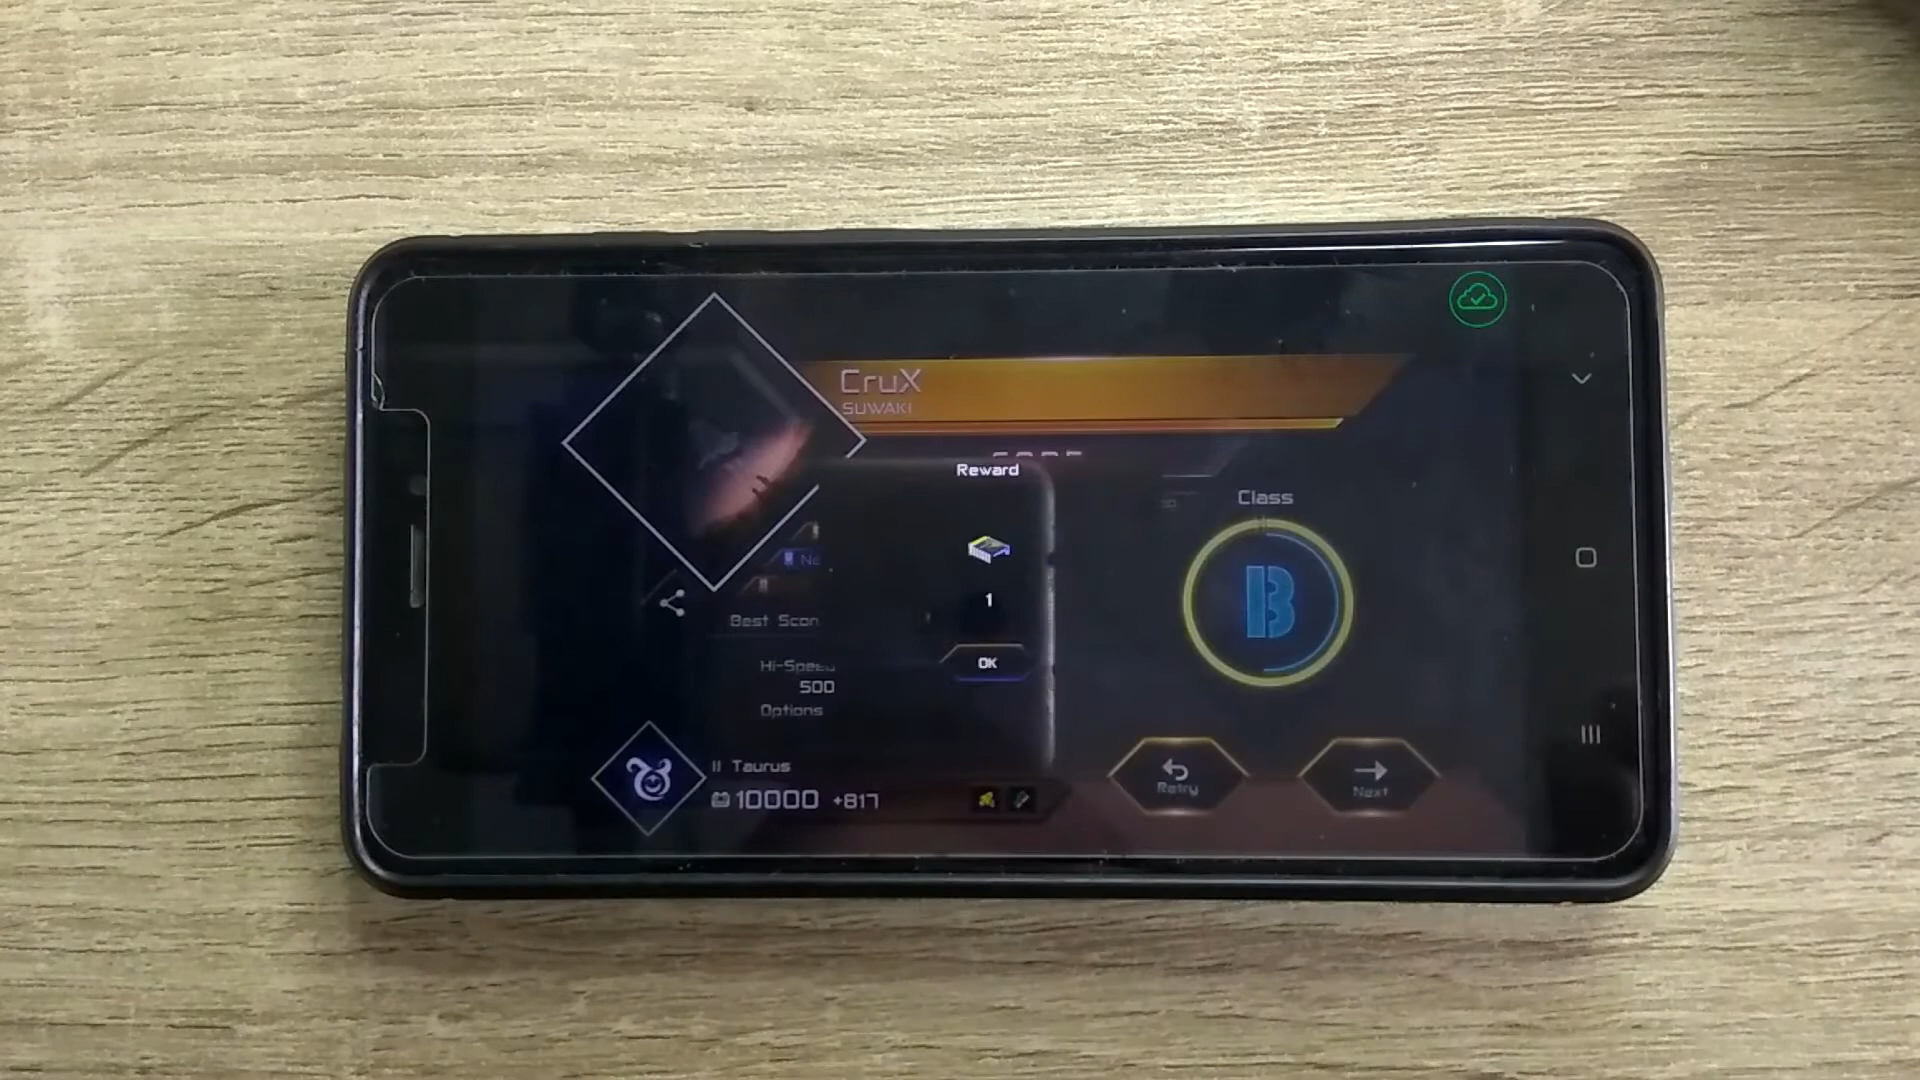 CruX
SUWAKI
Reward
Class
B
1
Best Scor
OK
Hi-Speed
500
Options
II Taurus
10000 +817
Retry
Next